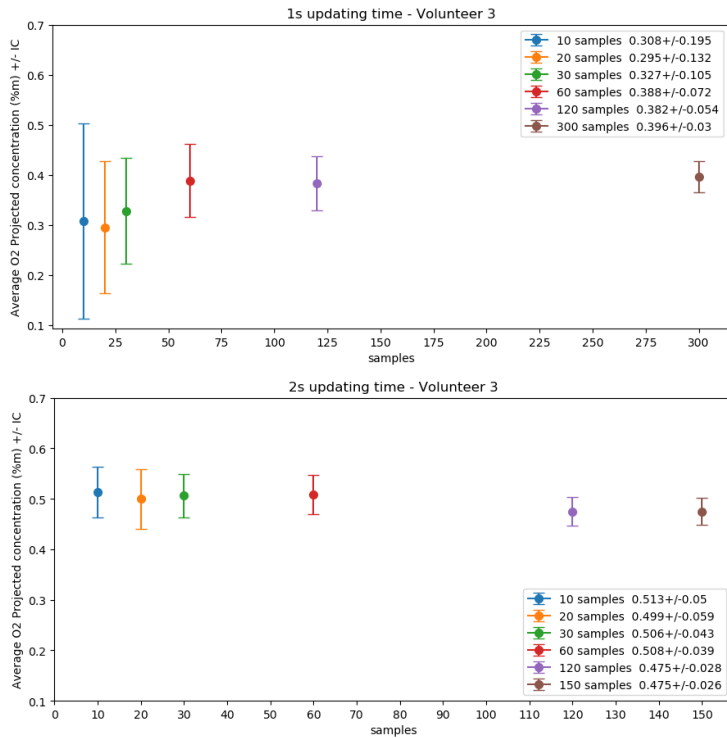 1s updating time - Volunteer 3
Average O2 Projected concentration (%m) +/- IC
0.7
0.6
0.5
0.4
0.3
0.2
0.1
10 samples 0.308+/-0.195
20 samples 0.295+/-0.132
30 samples 0.327+/-0.105
60 samples 0.388+/-0.072
120 samples 0.382+/-0.054
300 samples 0.396+/-0.03
0 25 50 75 100 125 150 175 200 225 250 275 300
samples
2s updating time - Volunteer 3
Average O2 Projected concentration (%m) +/- IC
0.7
0.6
0.5
0.4
0.3
0.2
0.1
10 samples 0.513+/-0.05
20 samples 0.499+/-0.059
30 samples 0.506+/-0.043
60 samples 0.508+/-0.039
120 samples 0.475+/-0.028
150 samples 0.475+/-0.026
0 10 20 30 40 50 60 70 80 90 100 110 120 130 140 150
samples